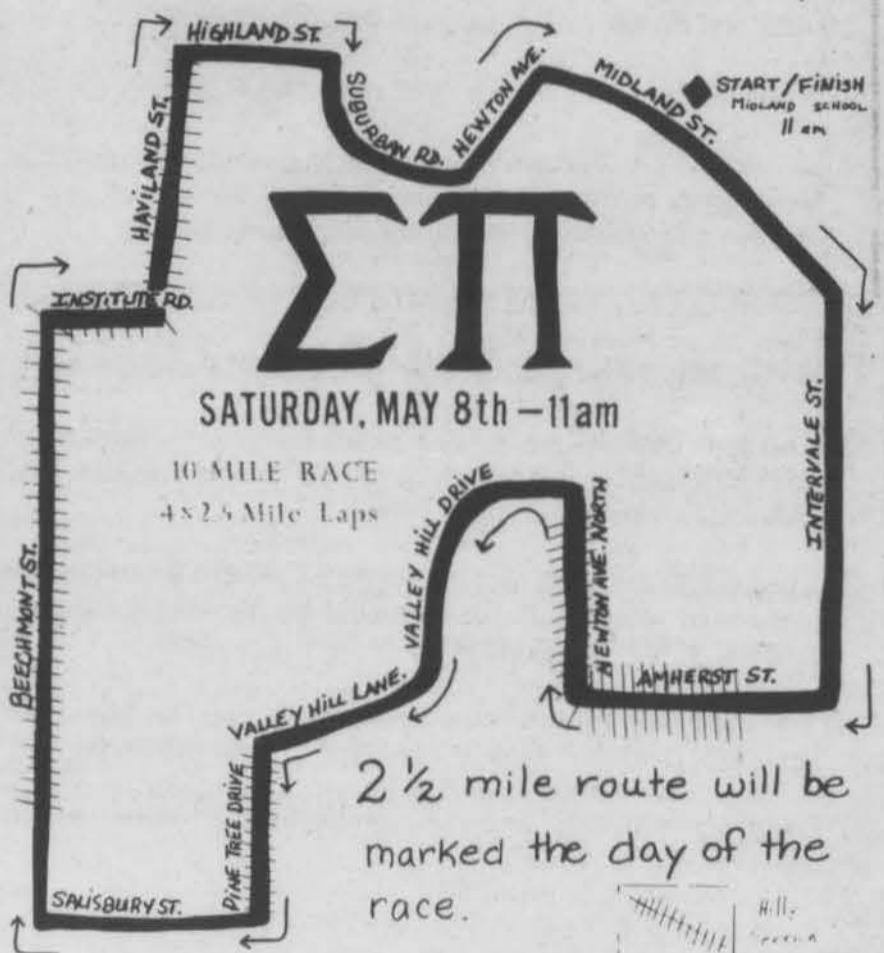 HIGHLAND ST.
SUBURBAN RD.
NEWTON AVE.
MIDLAND ST.
START/FINISH
MIDLAND SCHOOL
11 am
HAVILAND ST.
INSTITUTE RD.
ΣΠ
SATURDAY, MAY 8th – 11am
10 MILE RACE
4 x 2.5 Mile Laps
INTERVALE ST.
VALLEY HILL DRIVE
NEWTON AVE. NORTH
BEECHMONT ST.
AMHERST ST.
VALLEY HILL LANE.
PINE TREE DRIVE
SALISBURY ST.
2 1/2 mile route will be
marked the day of the
race.